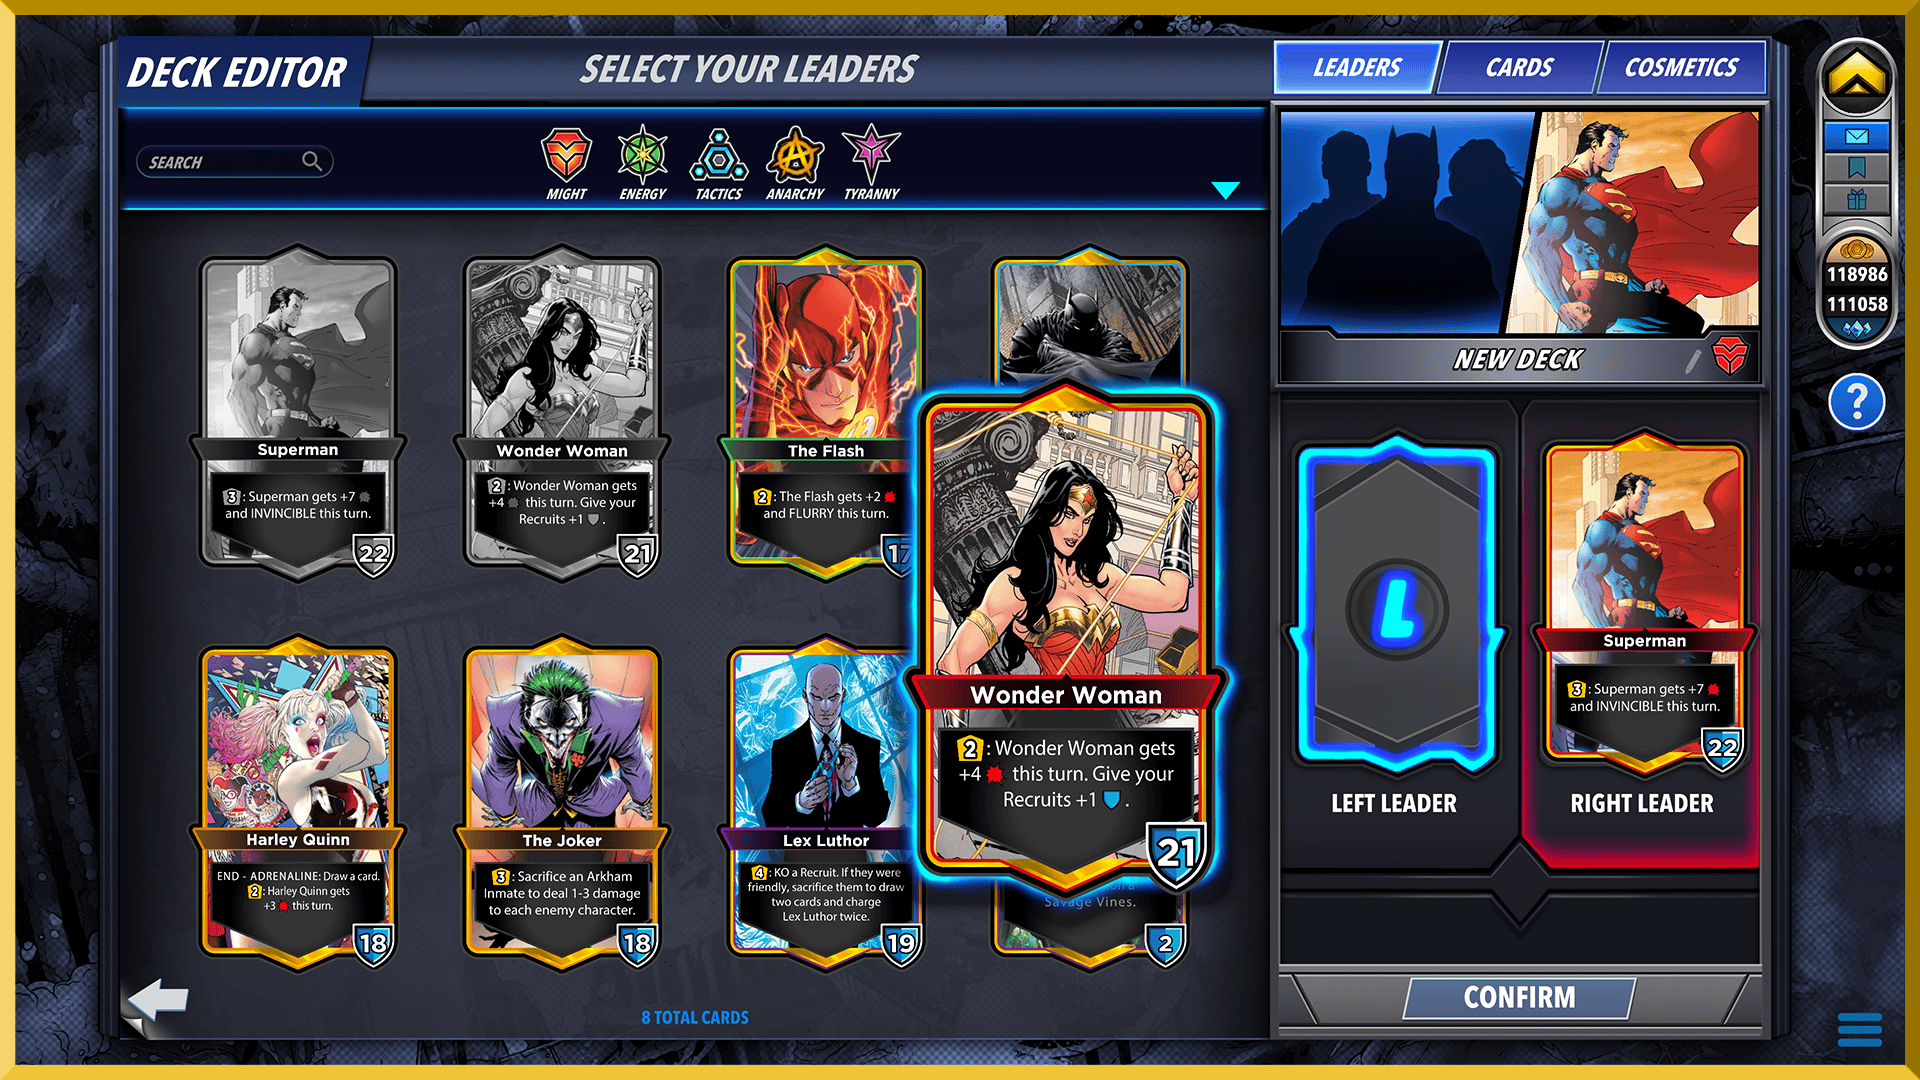 DECK EDITOR
SELECT YOUR LEADERS
LEADERS
CARDS
COSMETICS
SEARCH
MIGHT
ENERGY
TACTICS
ANARCHY
TYRANNY
118986
111058
NEW DECK
?
Superman
3: Superman gets +7
and INVINCIBLE this turn.
22
Wonder Woman
2: Wonder Woman gets
+4 this turn. Give your
Recruits +1 .
21
The Flash
2: The Flash gets +2
and FLURRY this turn.
17
Wonder Woman
2: Wonder Woman gets
+4 this turn. Give your
Recruits +1 .
21
L
LEFT LEADER
Superman
3: Superman gets +7
and INVINCIBLE this turn.
22
RIGHT LEADER
Harley Quinn
END - ADRENALINE: Draw a card.
2: Harley Quinn gets
+3 this turn.
18
The Joker
3: Sacrifice an Arkham
Inmate to deal 1-3 damage
to each enemy character.
18
Lex Luthor
4: KO a Recruit. If they were
friendly, sacrifice them to draw
two cards and charge
Lex Luthor twice.
19
Savage Vines.
2
8 TOTAL CARDS
CONFIRM